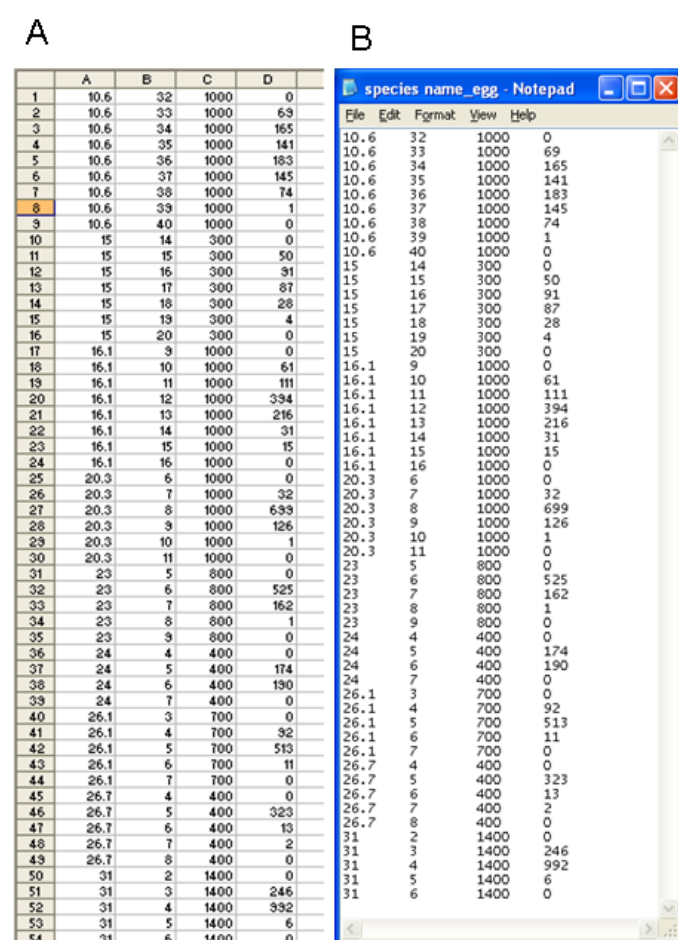 A
B
A B C D
1 10.6 32 1000 0
2 10.6 33 1000 69
3 10.6 34 1000 165
4 10.6 35 1000 141
5 10.6 36 1000 183
6 10.6 37 1000 145
7 10.6 38 1000 74
8 10.6 39 1000 1
9 10.6 40 1000 0
10 15 14 300 0
11 15 15 300 50
12 15 16 300 91
13 15 17 300 87
14 15 18 300 28
15 15 19 300 4
16 15 20 300 0
17 16.1 9 1000 0
18 16.1 10 1000 61
19 16.1 11 1000 111
20 16.1 12 1000 394
21 16.1 13 1000 216
22 16.1 14 1000 31
23 16.1 15 1000 15
24 16.1 16 1000 0
25 20.3 6 1000 0
26 20.3 7 1000 32
27 20.3 8 1000 699
28 20.3 9 1000 126
29 20.3 10 1000 1
30 20.3 11 1000 0
31 23 5 800 0
32 23 6 800 525
33 23 7 800 162
34 23 8 800 1
35 23 9 800 0
36 24 4 400 0
37 24 5 400 174
38 24 6 400 190
39 24 7 400 0
40 26.1 3 700 0
41 26.1 4 700 92
42 26.1 5 700 513
43 26.1 6 700 11
44 26.1 7 700 0
45 26.7 4 400 0
46 26.7 5 400 323
47 26.7 6 400 13
48 26.7 7 400 2
49 26.7 8 400 0
50 31 2 1400 0
51 31 3 1400 246
52 31 4 1400 992
53 31 5 1400 6
54 31 6 1400 0
species name_egg - Notepad
File Edit Format View Help
10.6 32 1000 0
10.6 33 1000 69
10.6 34 1000 165
10.6 35 1000 141
10.6 36 1000 183
10.6 37 1000 145
10.6 38 1000 74
10.6 39 1000 1
10.6 40 1000 0
15 14 300 0
15 15 300 50
15 16 300 91
15 17 300 87
15 18 300 28
15 19 300 4
15 20 300 0
16.1 9 1000 0
16.1 10 1000 61
16.1 11 1000 111
16.1 12 1000 394
16.1 13 1000 216
16.1 14 1000 31
16.1 15 1000 15
16.1 16 1000 0
20.3 6 1000 0
20.3 7 1000 32
20.3 8 1000 699
20.3 9 1000 126
20.3 10 1000 1
20.3 11 1000 0
23 5 800 0
23 6 800 525
23 7 800 162
23 8 800 1
23 9 800 0
24 4 400 0
24 5 400 174
24 6 400 190
24 7 400 0
26.1 3 700 0
26.1 4 700 92
26.1 5 700 513
26.1 6 700 11
26.1 7 700 0
26.7 4 400 0
26.7 5 400 323
26.7 6 400 13
26.7 7 400 2
26.7 8 400 0
31 2 1400 0
31 3 1400 246
31 4 1400 992
31 5 1400 6
31 6 1400 0